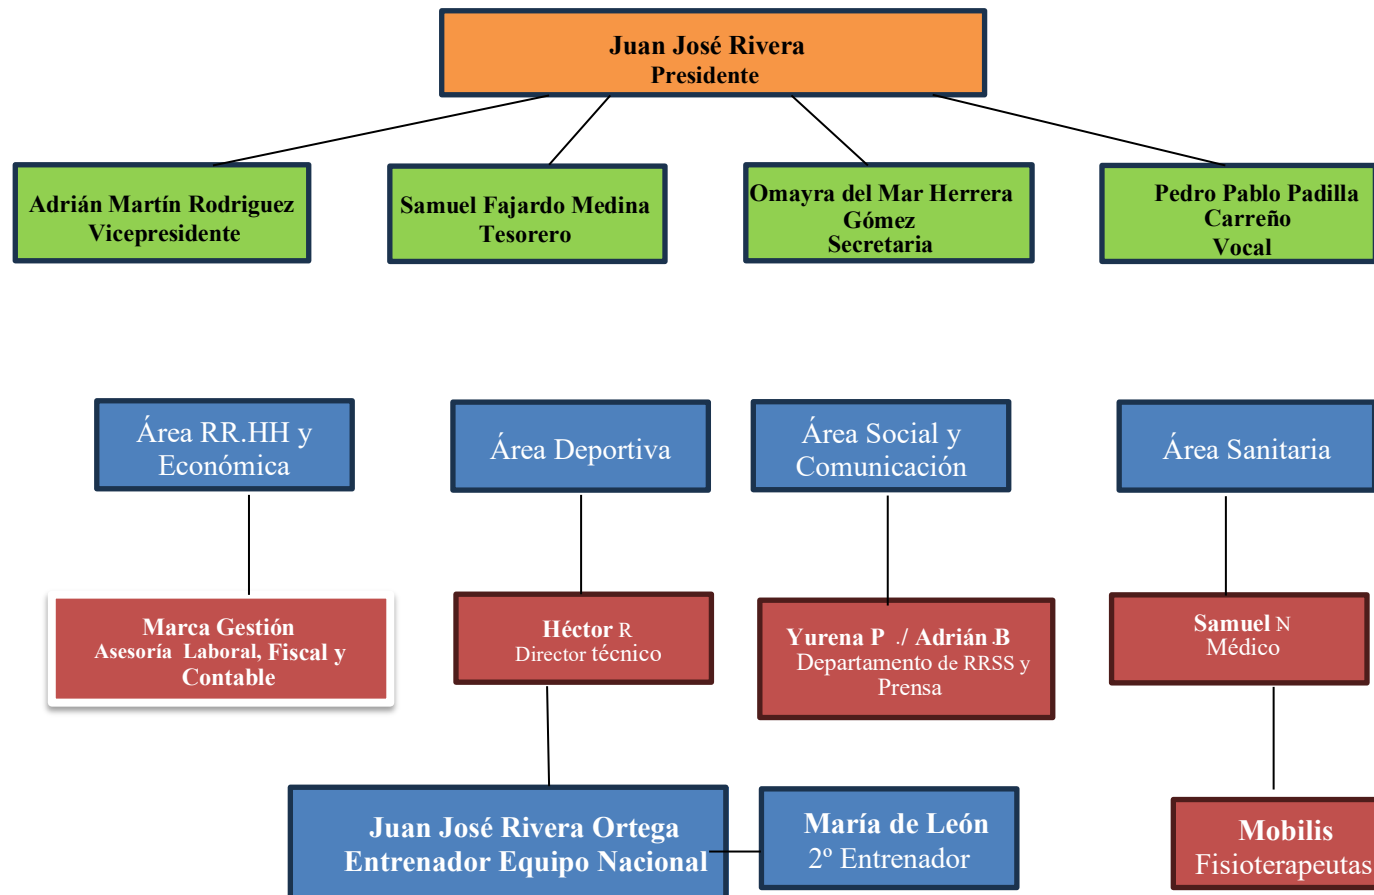 Juan José Rivera
Presidente
Adrián Martín Rodriguez
Vicepresidente
Samuel Fajardo Medina
Tesorero
Omayra del Mar Herrera
Gómez
Secretaria
Pedro Pablo Padilla
Carreño
Vocal
Área RR.HH y
Económica
Área Deportiva
Área Social y
Comunicación
Área Sanitaria
Marca Gestión
Asesoría Laboral, Fiscal y
Contable
Héctor R
Director técnico
Yurena P ./ Adrián .B
Departamento de RRSS y
Prensa
Samuel N
Médico
Juan José Rivera Ortega
Entrenador Equipo Nacional
María de León
2º Entrenador
Mobilis
Fisioterapeutas